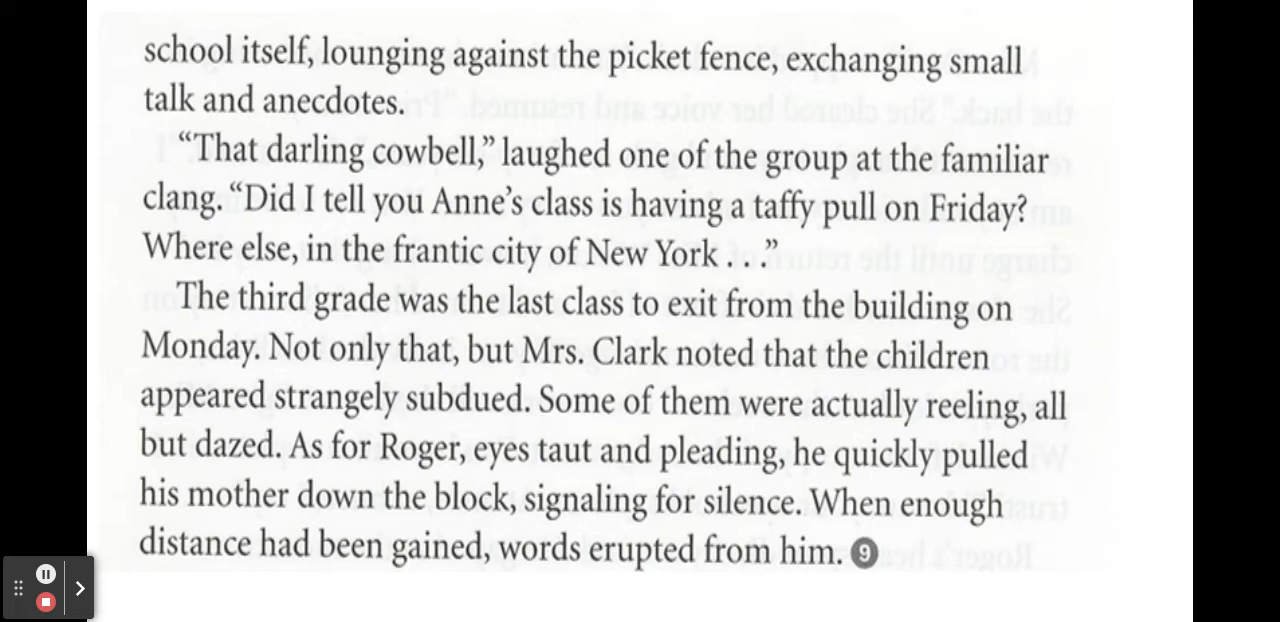 school itself, lounging against the picket fence, exchanging small
talk and anecdotes.
“That darling cowbell,” laughed one of the group at the familiar
clang. “Did I tell you Anne’s class is having a taffy pull on Friday?
Where else, in the frantic city of New York . . .”
The third grade was the last class to exit from the building on
Monday. Not only that, but Mrs. Clark noted that the children
appeared strangely subdued. Some of them were actually reeling, all
but dazed. As for Roger, eyes taut and pleading, he quickly pulled
his mother down the block, signaling for silence. When enough
distance had been gained, words erupted from him. 9